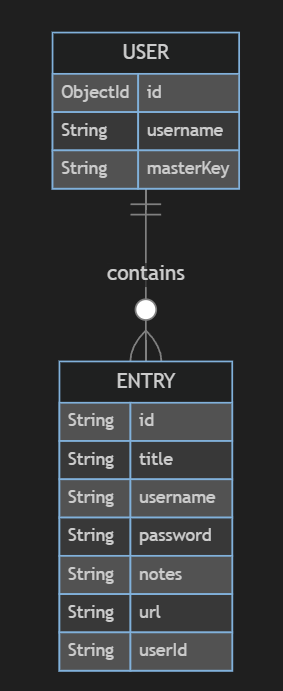 USER
ObjectId id
String username
String masterKey
contains
ENTRY
String id
String title
String username
String password
String notes
String url
String userId